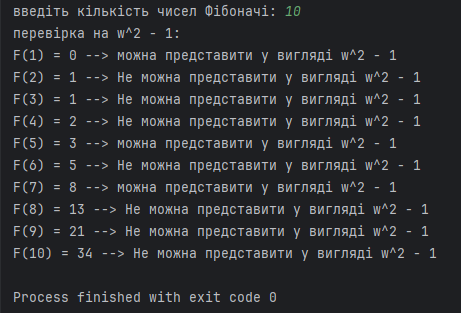 введіть кількість чисел Фібоначі: 10
перевірка на w^2 - 1:
F(1) = 0 --> можна представити у вигляді w^2 - 1
F(2) = 1 --> Не можна представити у вигляді w^2 - 1
F(3) = 1 --> Не можна представити у вигляді w^2 - 1
F(4) = 2 --> Не можна представити у вигляді w^2 - 1
F(5) = 3 --> можна представити у вигляді w^2 - 1
F(6) = 5 --> Не можна представити у вигляді w^2 - 1
F(7) = 8 --> можна представити у вигляді w^2 - 1
F(8) = 13 --> Не можна представити у вигляді w^2 - 1
F(9) = 21 --> Не можна представити у вигляді w^2 - 1
F(10) = 34 --> Не можна представити у вигляді w^2 - 1
Process finished with exit code 0